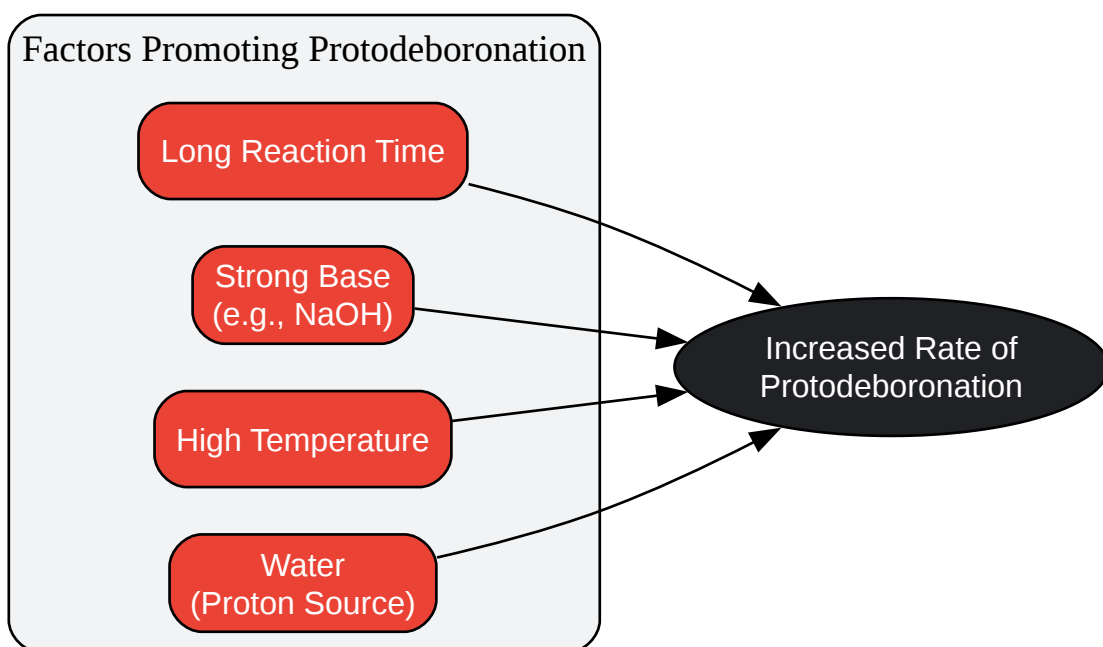 Factors Promoting Protodeboronation
Long Reaction Time
Strong Base
(e.g., NaOH)
High Temperature
Water
(Proton Source)
Increased Rate of
Protodeboronation